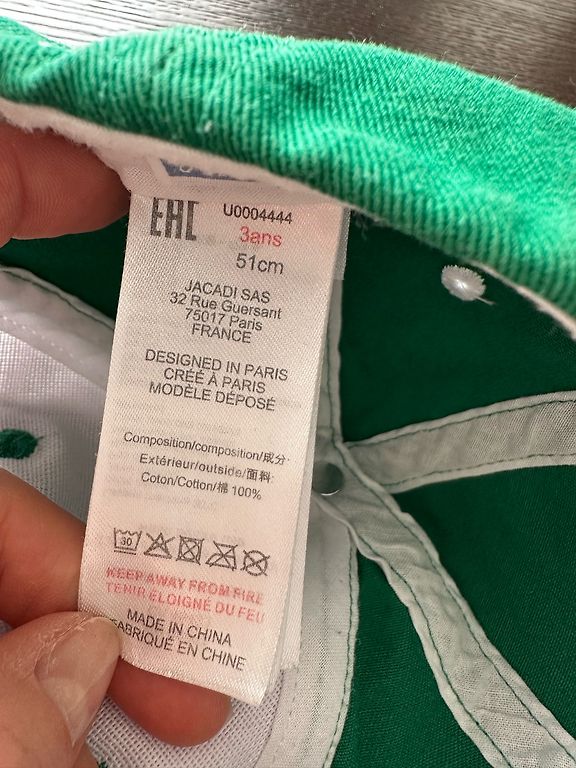 EAC
U0004444
3ans
51cm
JACADI SAS
32 Rue Guersant
75017 Paris
FRANCE
DESIGNED IN PARIS
CRÉÉ À PARIS
MODÈLE DÉPOSÉ
Composition/composition/成分:
Extérieur/outside/面料:
Coton/Cotton/棉 100%
30
KEEP AWAY FROM FIRE
TENIR ÉLOIGNÉ DU FEU
MADE IN CHINA
FABRIQUÉ EN CHINE